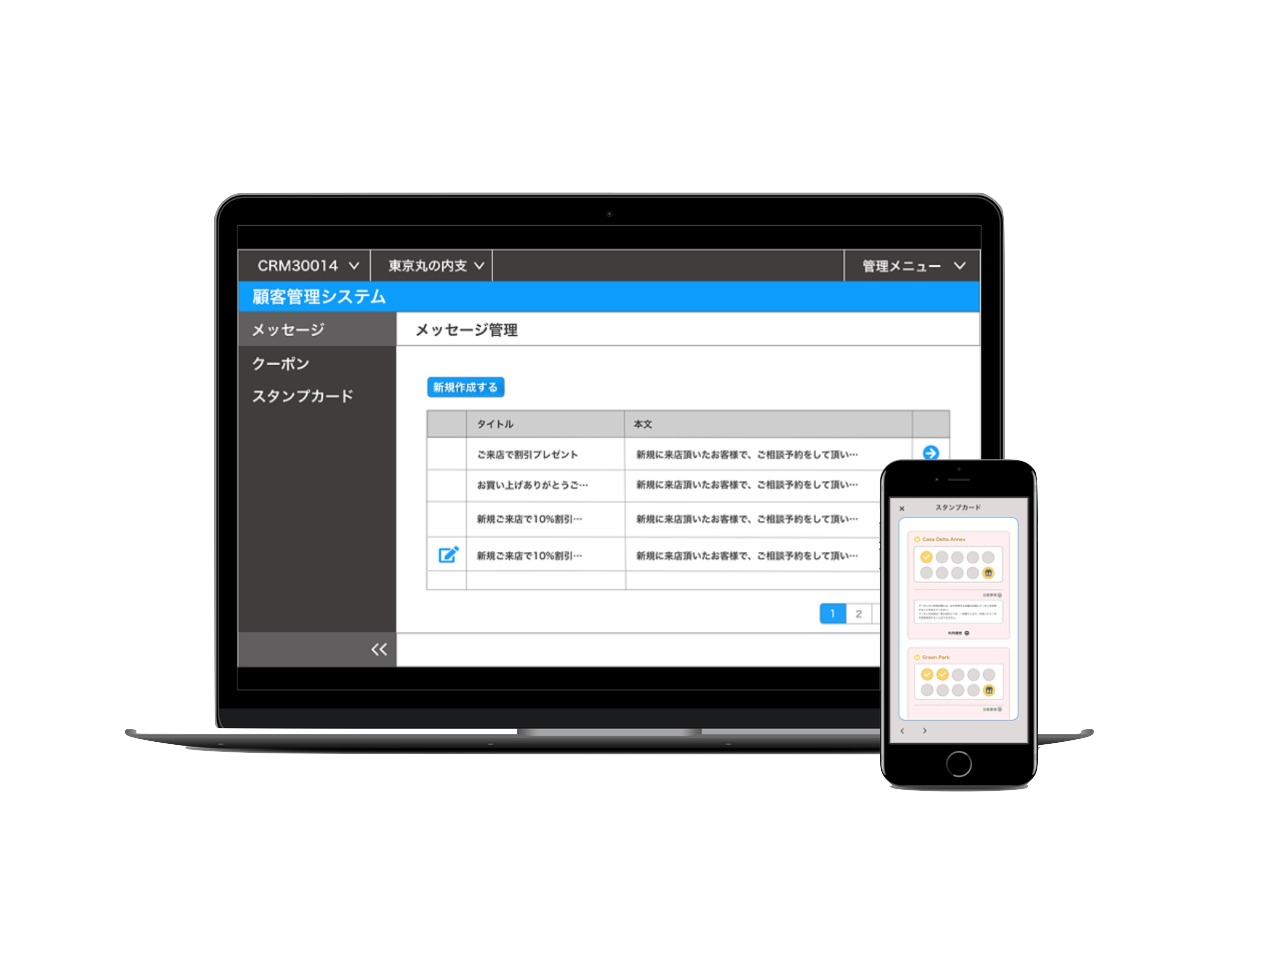 CRM30014
東京丸の内支
管理メニュー
顧客管理システム
メッセージ
クーポン
スタンプカード
メッセージ管理
新規作成する
タイトル
本文
ご来店で割引プレゼント
新規に来店頂いたお客様で、ご相談予約をして頂い…
お買い上げありがとうご…
新規に来店頂いたお客様で、ご相談予約をして頂い…
新規ご来店で10%割引…
新規に来店頂いたお客様で、ご相談予約をして頂い…
新規ご来店で10%割引…
新規に来店頂いたお客様で、ご相談予約をして頂い…
1
2
スタンプカード
Casa Delta Annex
Green Park